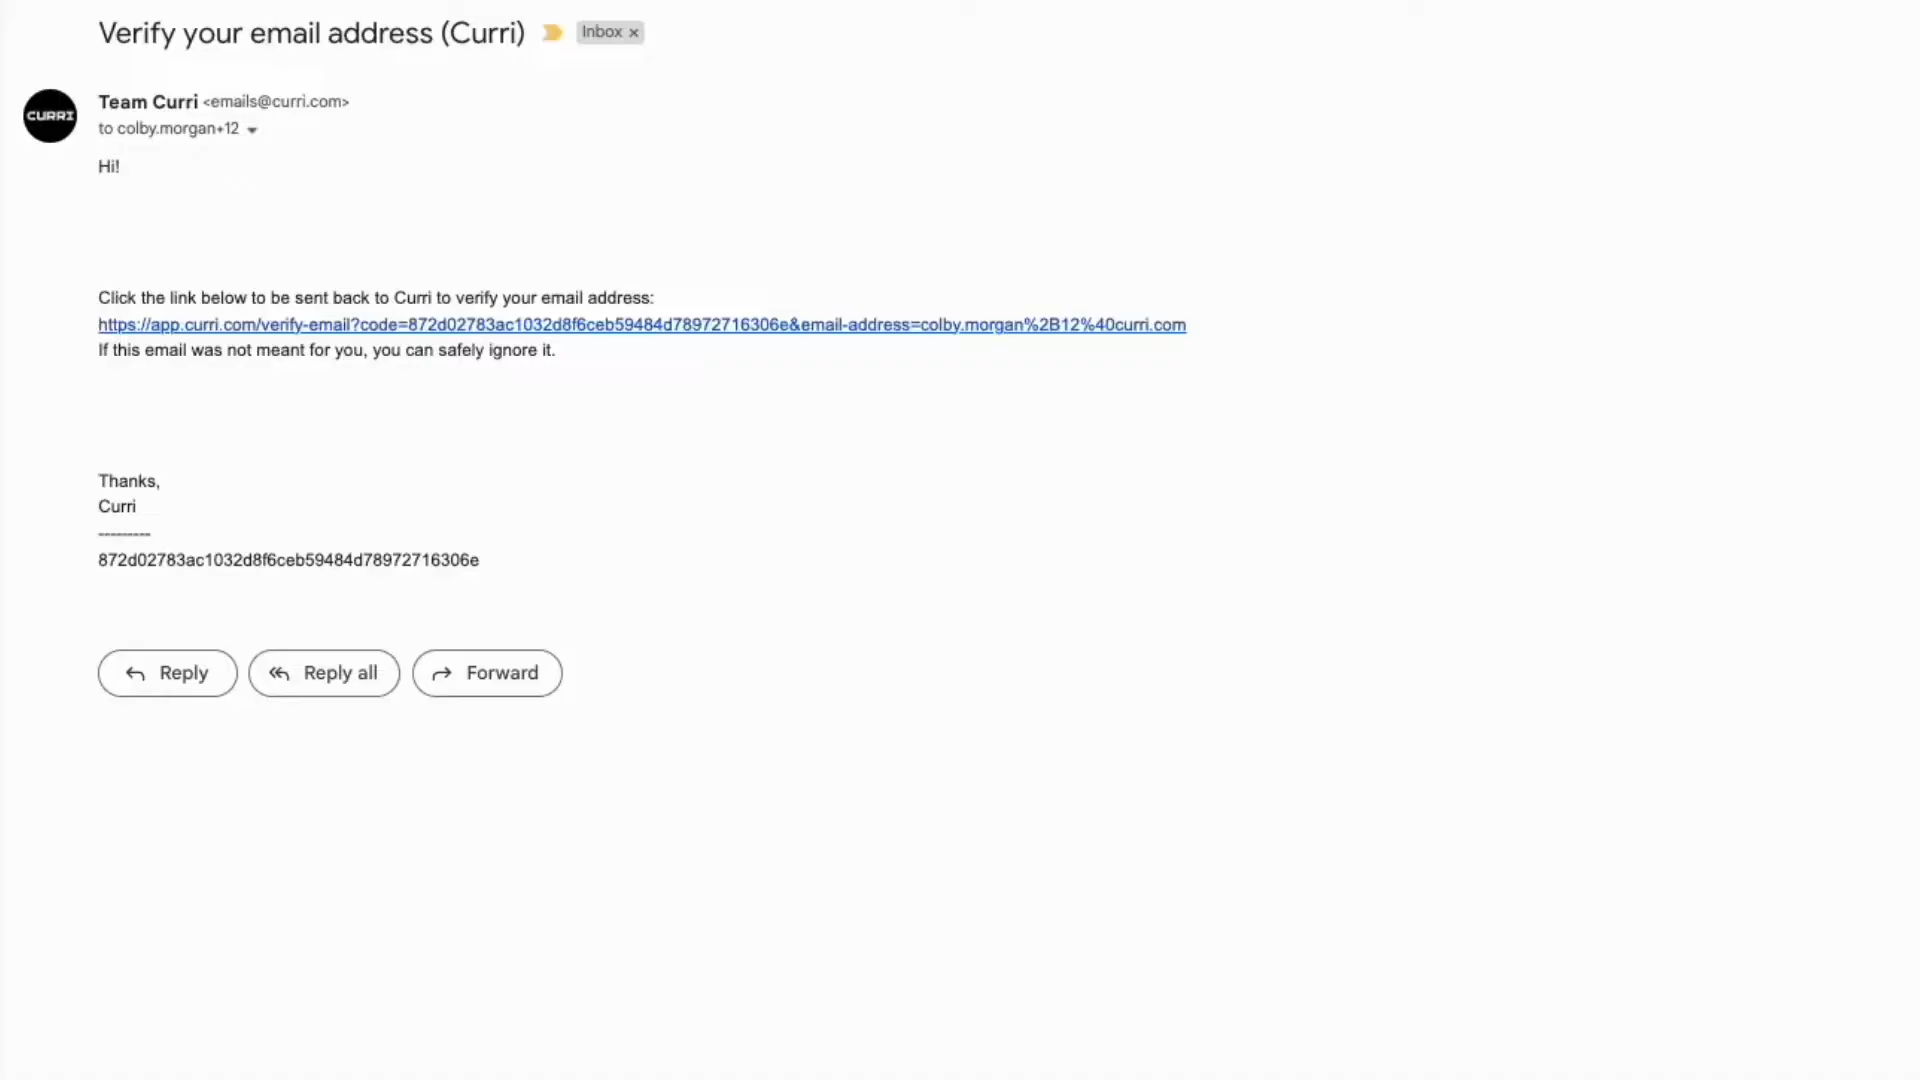 Verify your email address (Curri) Inbox ×
CURRI
Team Curri <emails@curri.com>
to colby.morgan+12
Hi!
Click the link below to be sent back to Curri to verify your email address:
https://app.curri.com/verify-email?code=872d02783ac1032d8f6ceb59484d78972716306e&email-address=colby.morgan%2B12%40curri.com
If this email was not meant for you, you can safely ignore it.
Thanks,
Curri
---------
872d02783ac1032d8f6ceb59484d78972716306e
Reply Reply all Forward